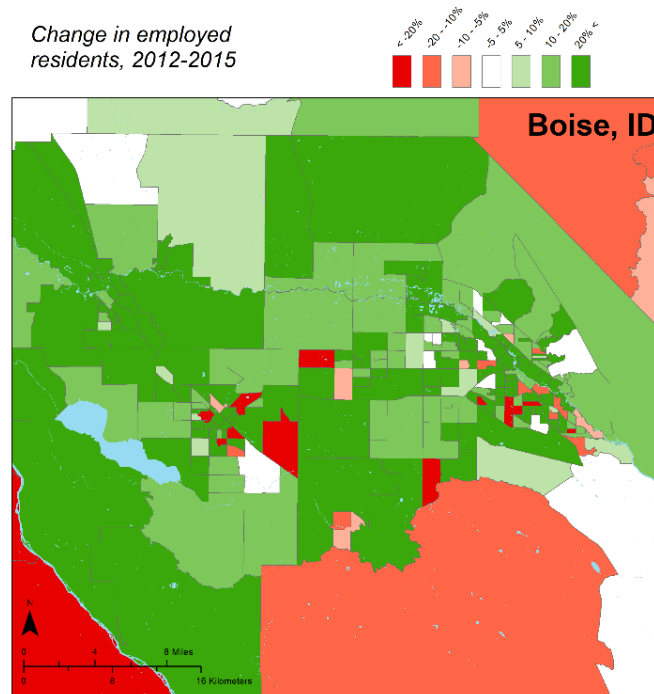 Change in employed
residents, 2012-2015
< -20%
-20 - -10%
-10 - -5%
-5 - 5%
5 - 10%
10 - 20%
20% <
Boise, ID
N
0 4 8 Miles
0 8 16 Kilometers